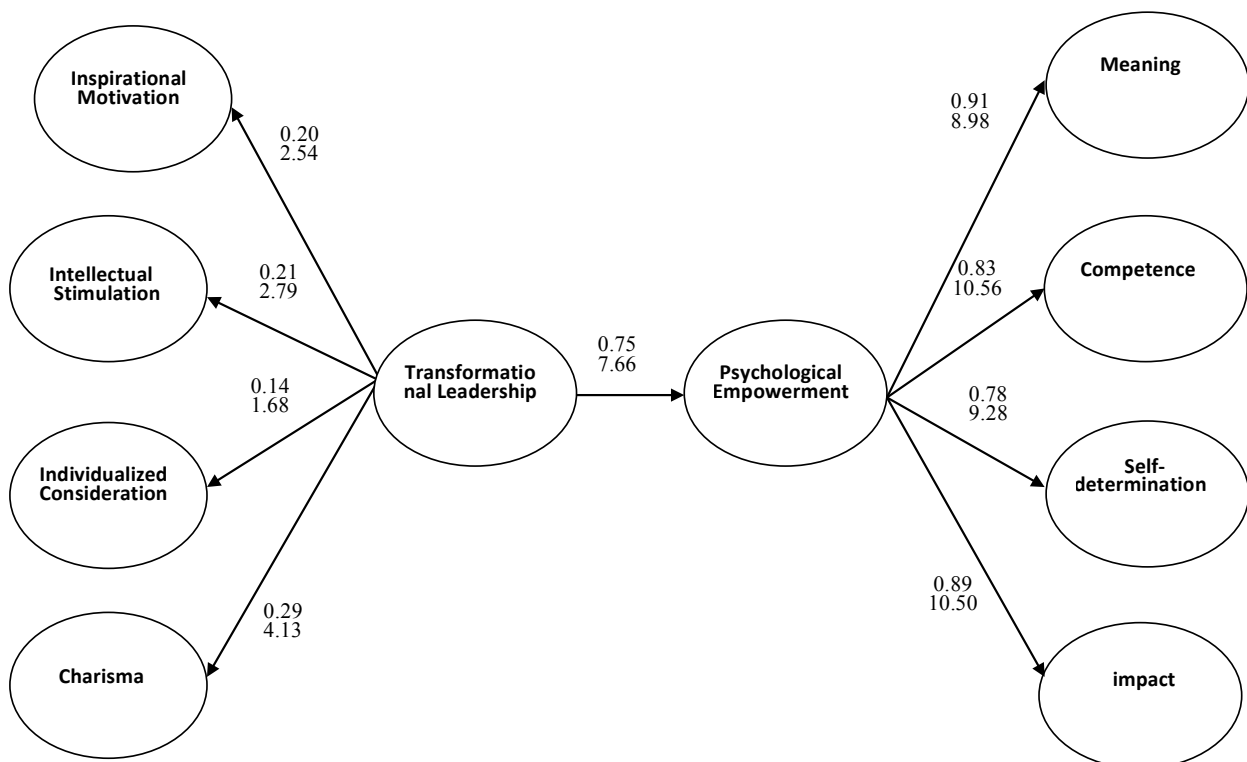 Inspirational
Motivation
0.20
2.54
Intellectual
Stimulation
0.21
2.79
Individualized
Consideration
0.14
1.68
Charisma
0.29
4.13
Transformatio
nal Leadership
0.75
7.66
Psychological
Empowerment
0.91
8.98
Meaning
0.83
10.56
Competence
0.78
9.28
Self-
determination
0.89
10.50
impact